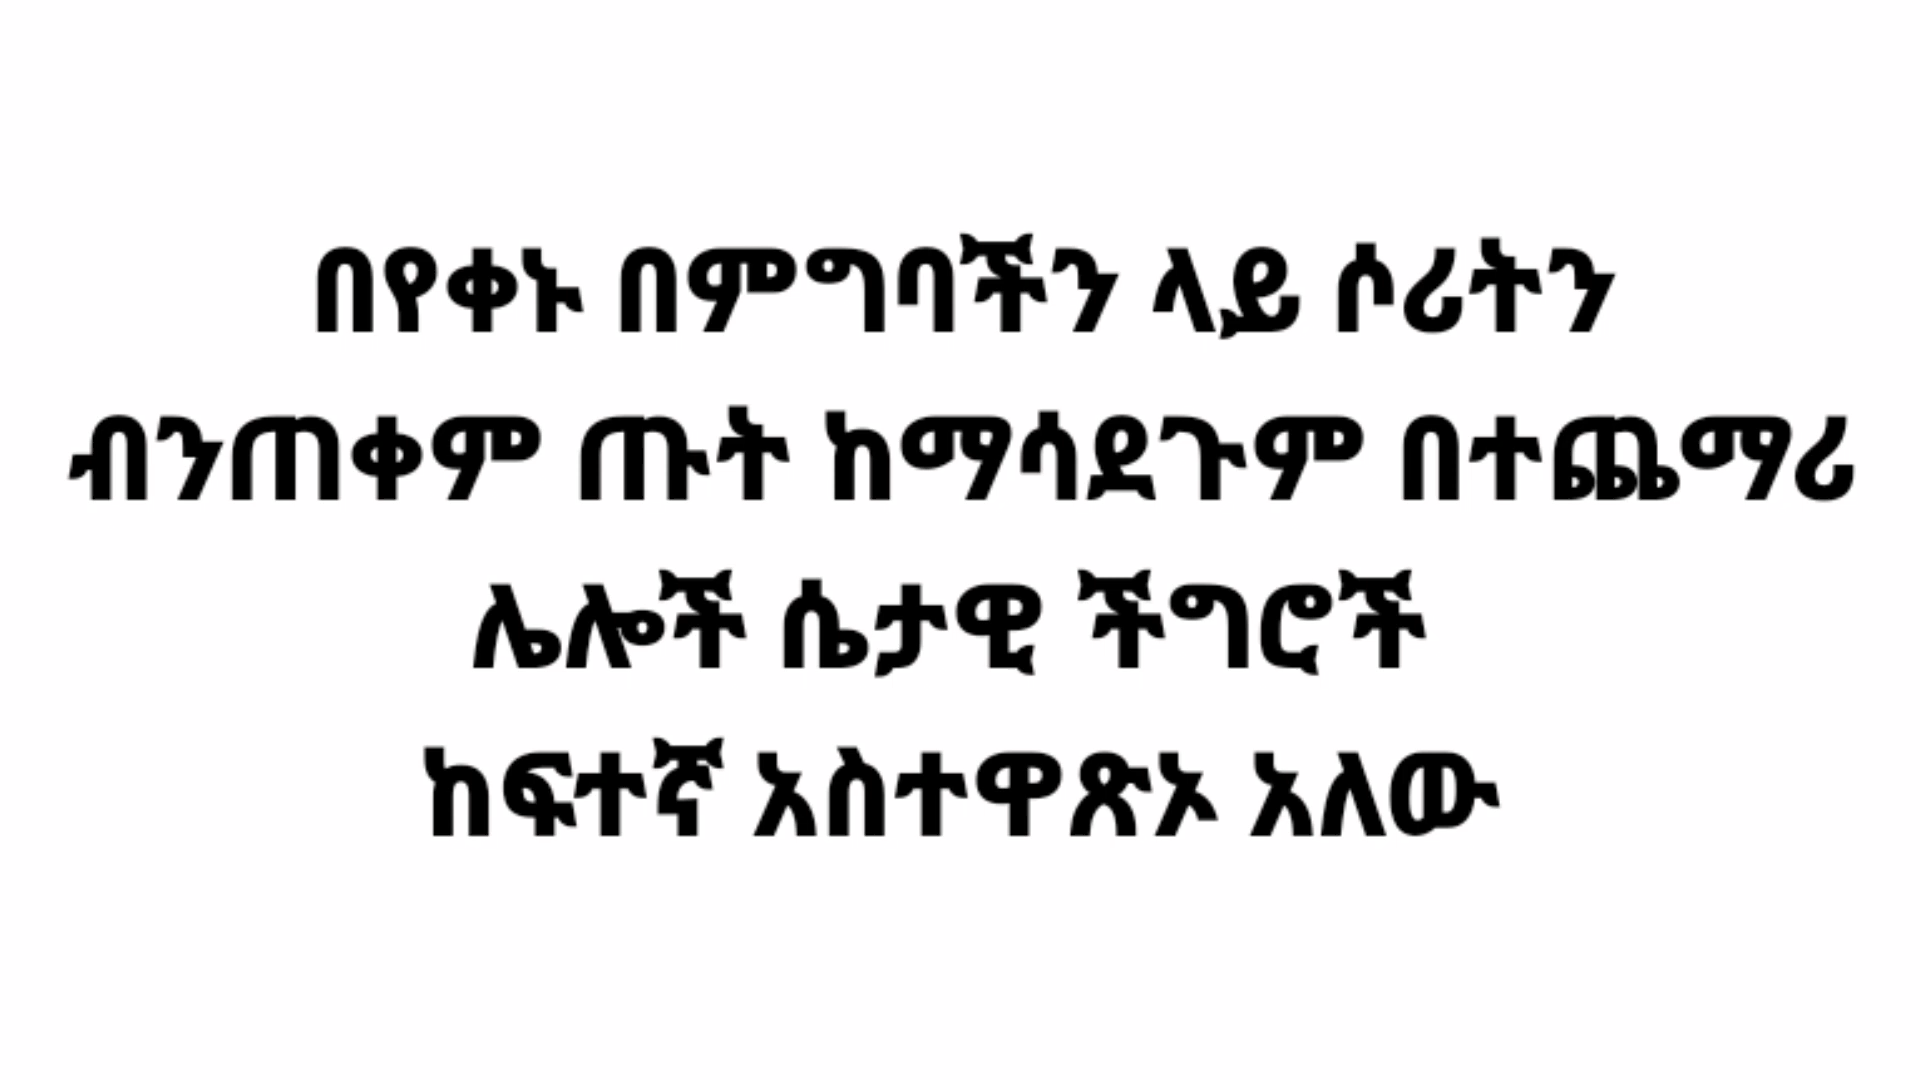 በየቀኑ በምግባችን ላይ ሶሪትን
ብንጠቀም ጡት ከማሳደጉም በተጨማሪ
ሌሎች ሴታዊ ችግሮች
ከፍተኛ አስተዋጽኦ አለው